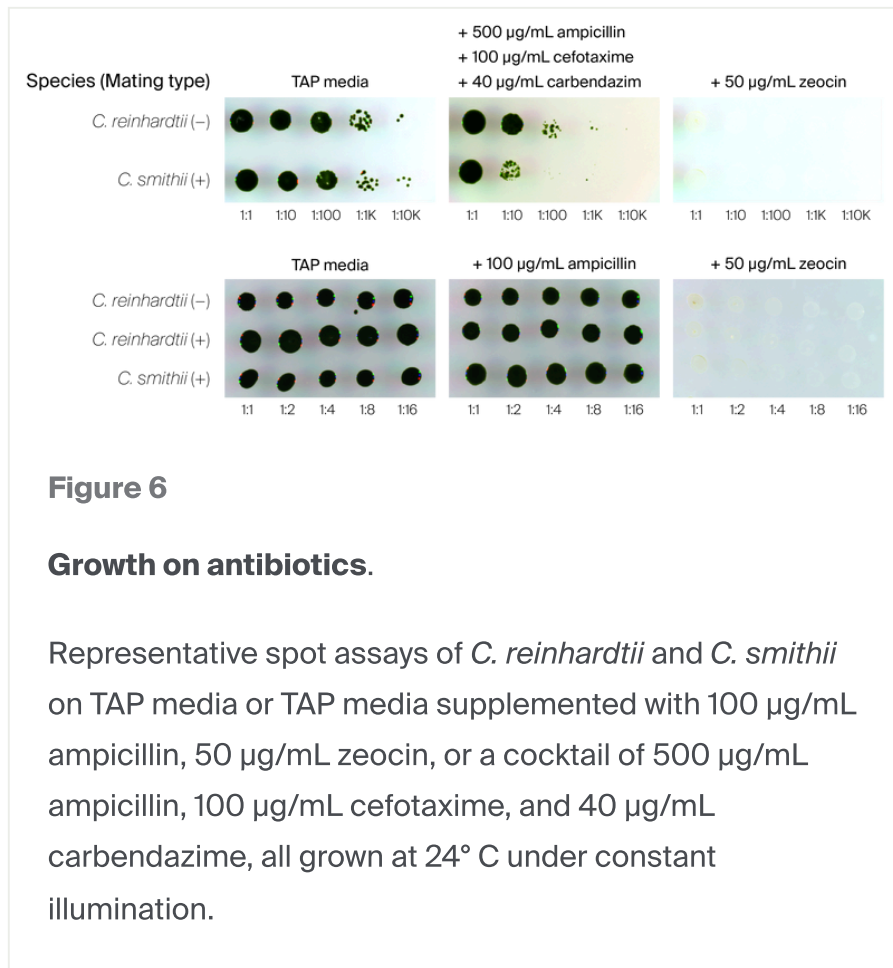 + 500 µg/mL ampicillin
+ 100 µg/mL cefotaxime
Species (Mating type) TAP media + 40 µg/mL carbendazim + 50 µg/mL zeocin
C. reinhardtii (–)
C. smithii (+)
1:1 1:10 1:100 1:1K 1:10K 1:1 1:10 1:100 1:1K 1:10K 1:1 1:10 1:100 1:1K 1:10K
TAP media + 100 µg/mL ampicillin + 50 µg/mL zeocin
C. reinhardtii (–)
C. reinhardtii (+)
C. smithii (+)
1:1 1:2 1:4 1:8 1:16 1:1 1:2 1:4 1:8 1:16 1:1 1:2 1:4 1:8 1:16
Figure 6
Growth on antibiotics.
Representative spot assays of C. reinhardtii and C. smithii
on TAP media or TAP media supplemented with 100 µg/mL
ampicillin, 50 µg/mL zeocin, or a cocktail of 500 µg/mL
ampicillin, 100 µg/mL cefotaxime, and 40 µg/mL
carbendazime, all grown at 24° C under constant
illumination.